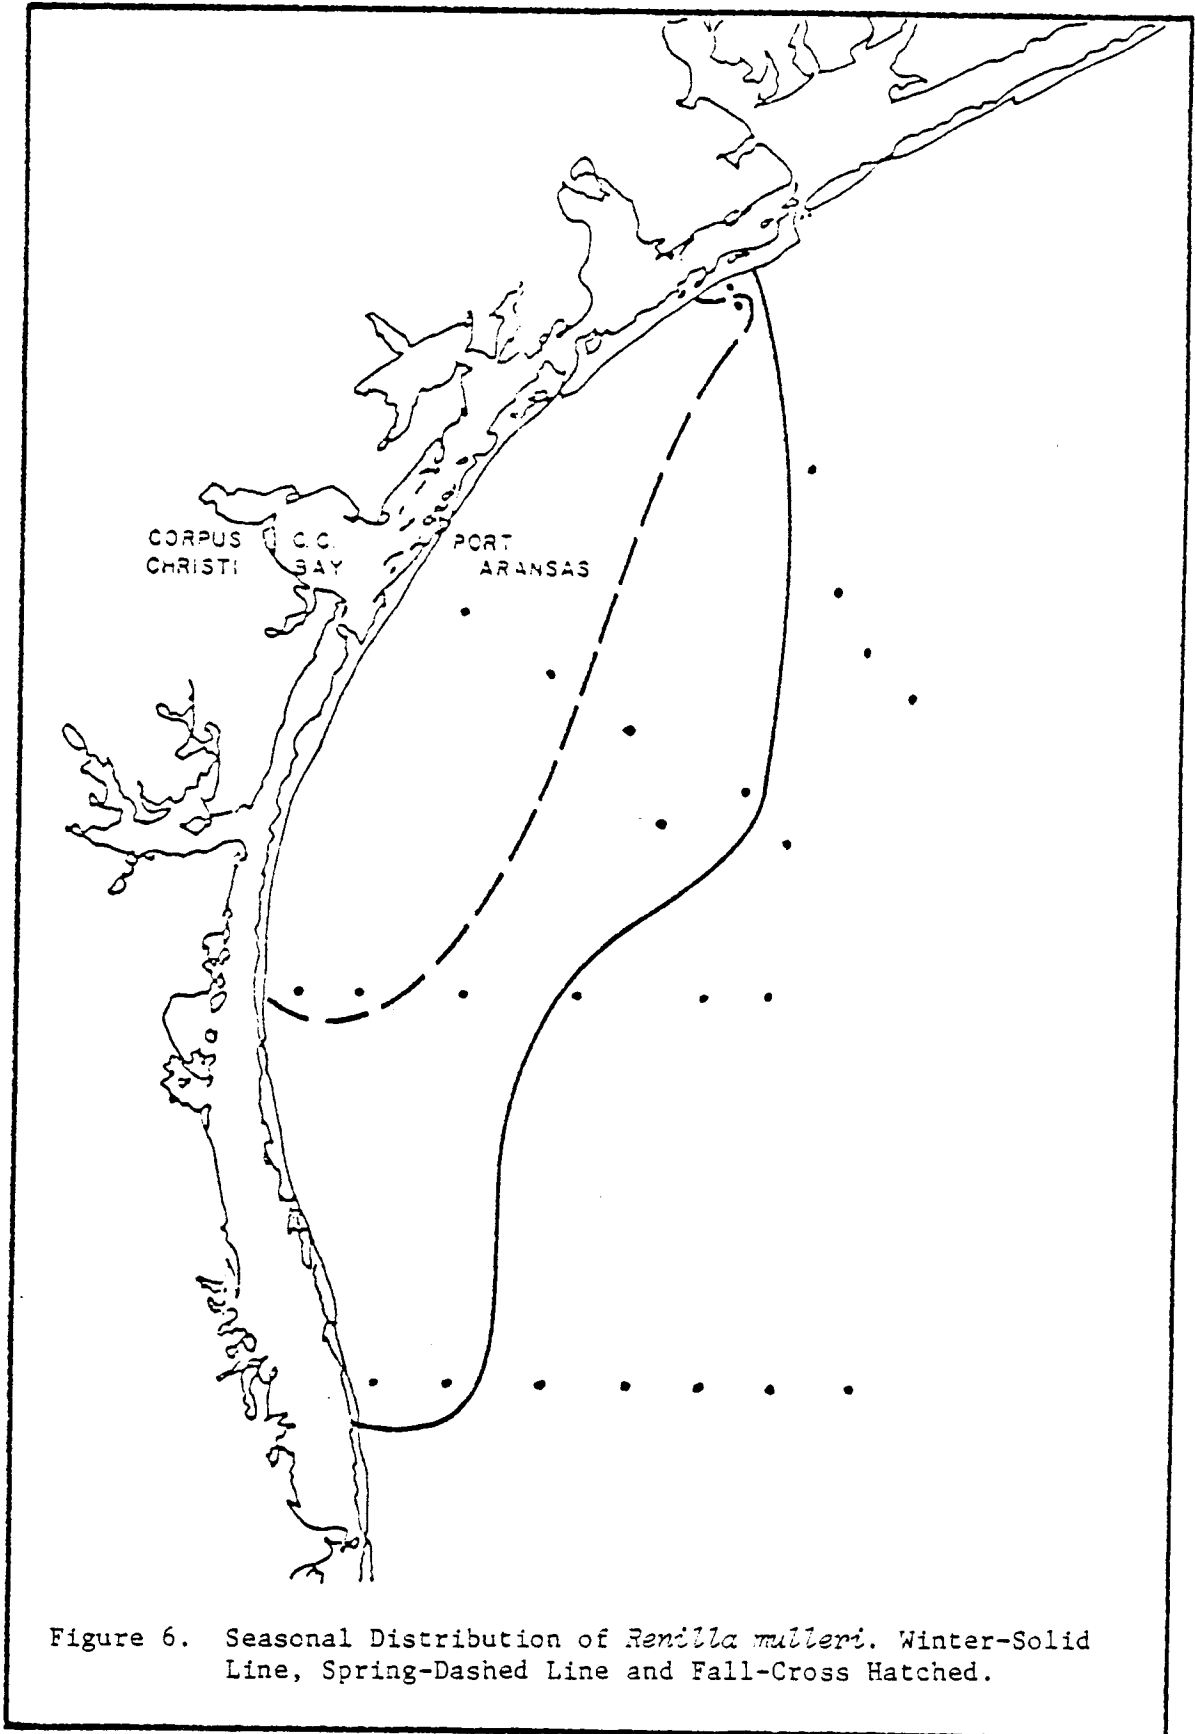 CORPUS C.C. PORT
CHRISTI BAY ARANSAS
Figure 6. Seasonal Distribution of Renilla mulleri. Winter-Solid
Line, Spring-Dashed Line and Fall-Cross Hatched.